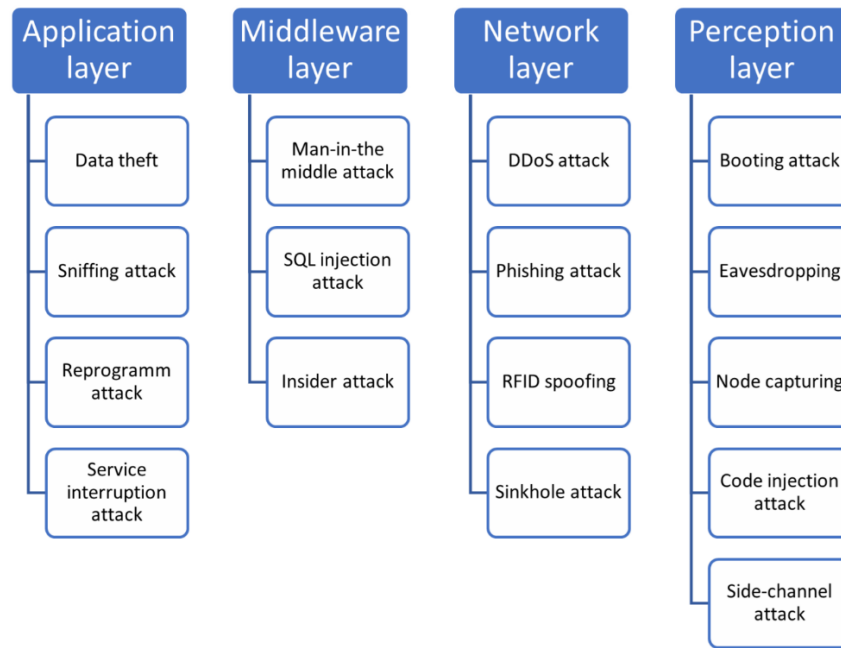 Application
layer
Data theft
Sniffing attack
Reprogramm
attack
Service
interruption
attack
Middleware
layer
Man-in-the
middle attack
SQL injection
attack
Insider attack
Network
layer
DDoS attack
Phishing attack
RFID spoofing
Sinkhole attack
Perception
layer
Booting attack
Eavesdropping
Node capturing
Code injection
attack
Side-channel
attack